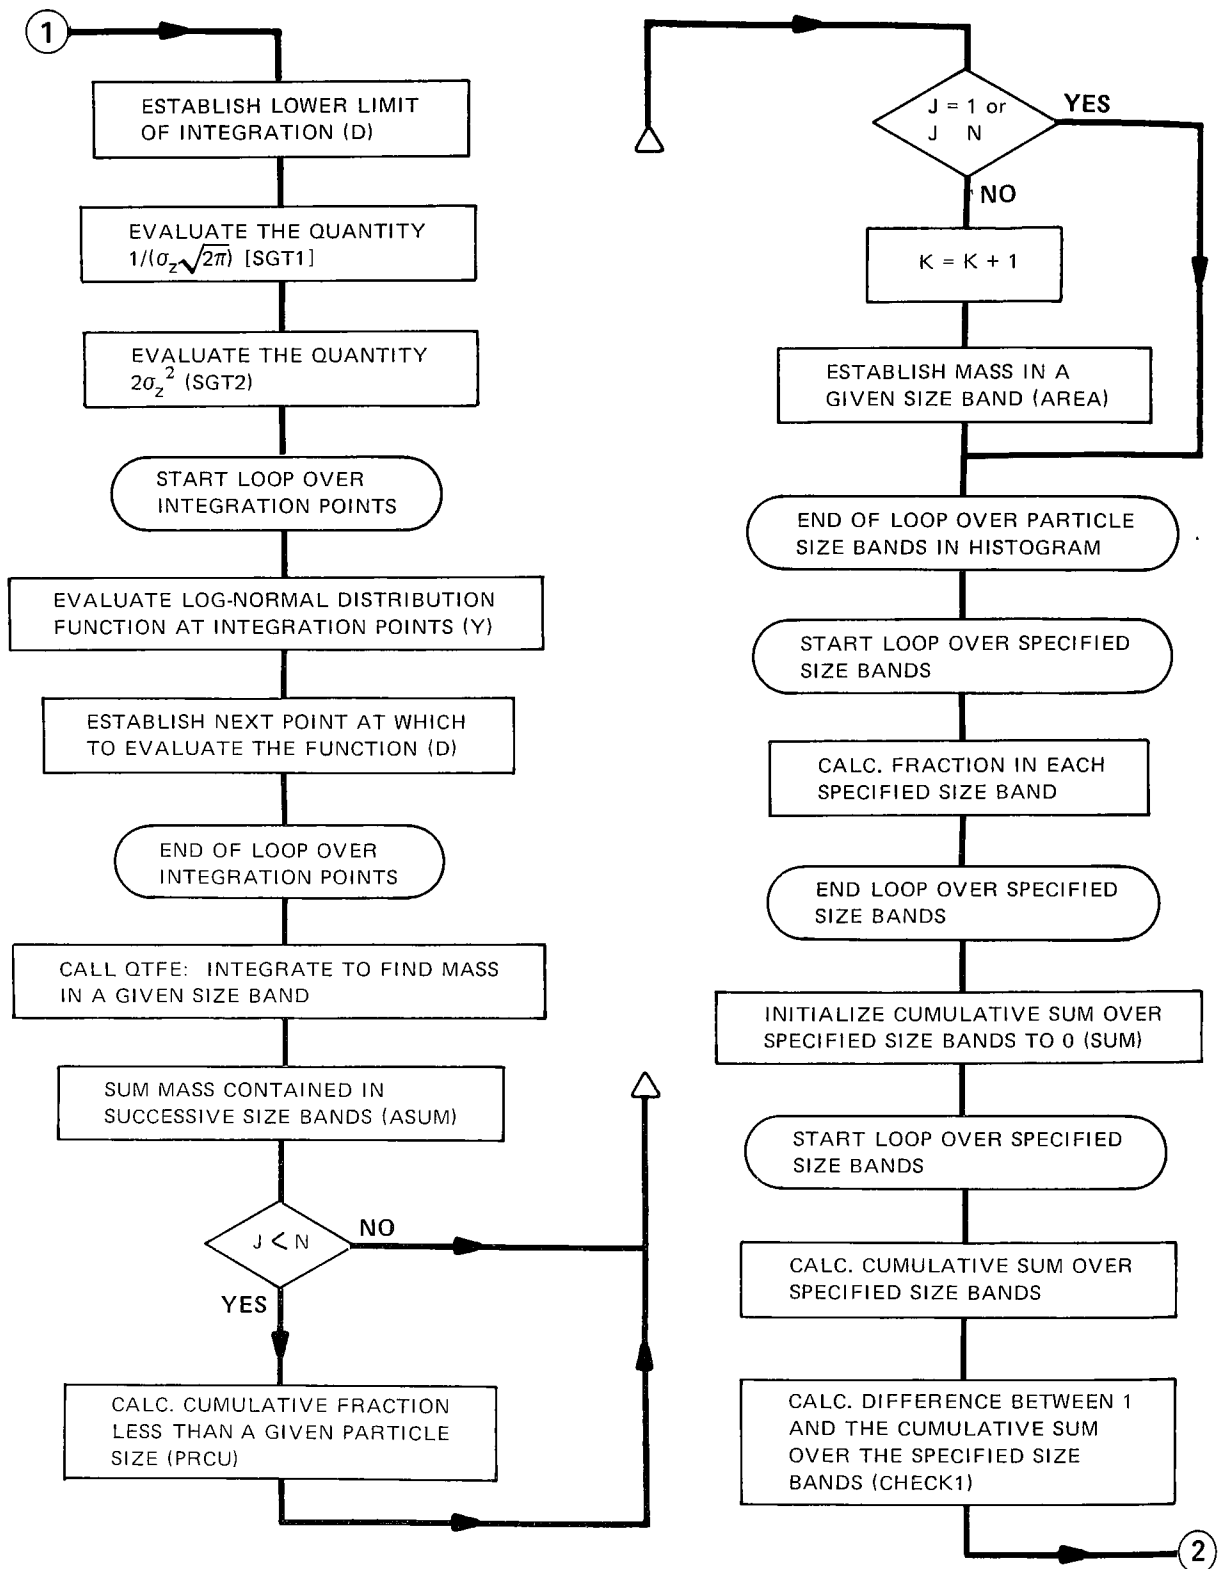 1
ESTABLISH LOWER LIMIT
OF INTEGRATION (D)
EVALUATE THE QUANTITY
1/(σz√2π) [SGT1]
EVALUATE THE QUANTITY
2σz² (SGT2)
START LOOP OVER
INTEGRATION POINTS
EVALUATE LOG-NORMAL DISTRIBUTION
FUNCTION AT INTEGRATION POINTS (Y)
ESTABLISH NEXT POINT AT WHICH
TO EVALUATE THE FUNCTION (D)
END OF LOOP OVER
INTEGRATION POINTS
CALL QTFE: INTEGRATE TO FIND MASS
IN A GIVEN SIZE BAND
SUM MASS CONTAINED IN
SUCCESSIVE SIZE BANDS (ASUM)
J < N
NO
YES
CALC. CUMULATIVE FRACTION
LESS THAN A GIVEN PARTICLE
SIZE (PRCU)
J = 1 or
J N
YES
NO
K = K + 1
ESTABLISH MASS IN A
GIVEN SIZE BAND (AREA)
END OF LOOP OVER PARTICLE
SIZE BANDS IN HISTOGRAM
START LOOP OVER SPECIFIED
SIZE BANDS
CALC. FRACTION IN EACH
SPECIFIED SIZE BAND
END LOOP OVER SPECIFIED
SIZE BANDS
INITIALIZE CUMULATIVE SUM OVER
SPECIFIED SIZE BANDS TO 0 (SUM)
START LOOP OVER SPECIFIED
SIZE BANDS
CALC. CUMULATIVE SUM OVER
SPECIFIED SIZE BANDS
CALC. DIFFERENCE BETWEEN 1
AND THE CUMULATIVE SUM
OVER THE SPECIFIED SIZE
BANDS (CHECK1)
2